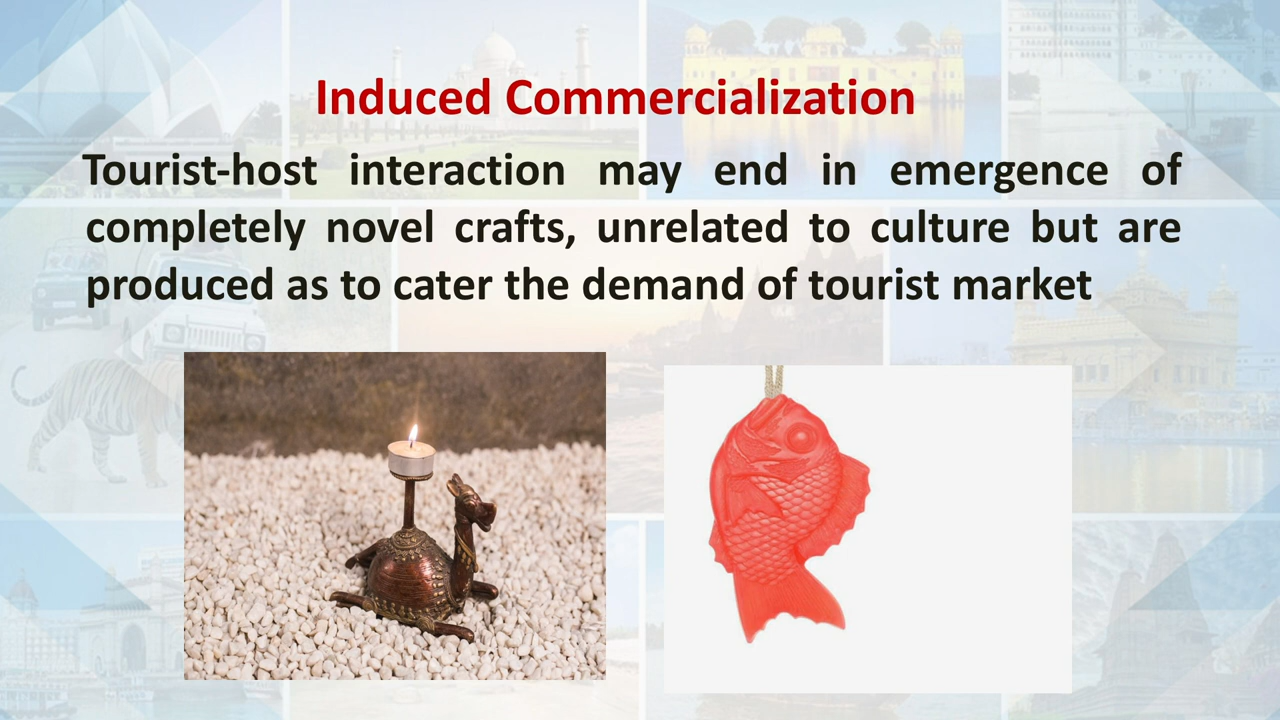 Induced Commercialization
Tourist-host interaction may end in emergence of
completely novel crafts, unrelated to culture but are
produced as to cater the demand of tourist market